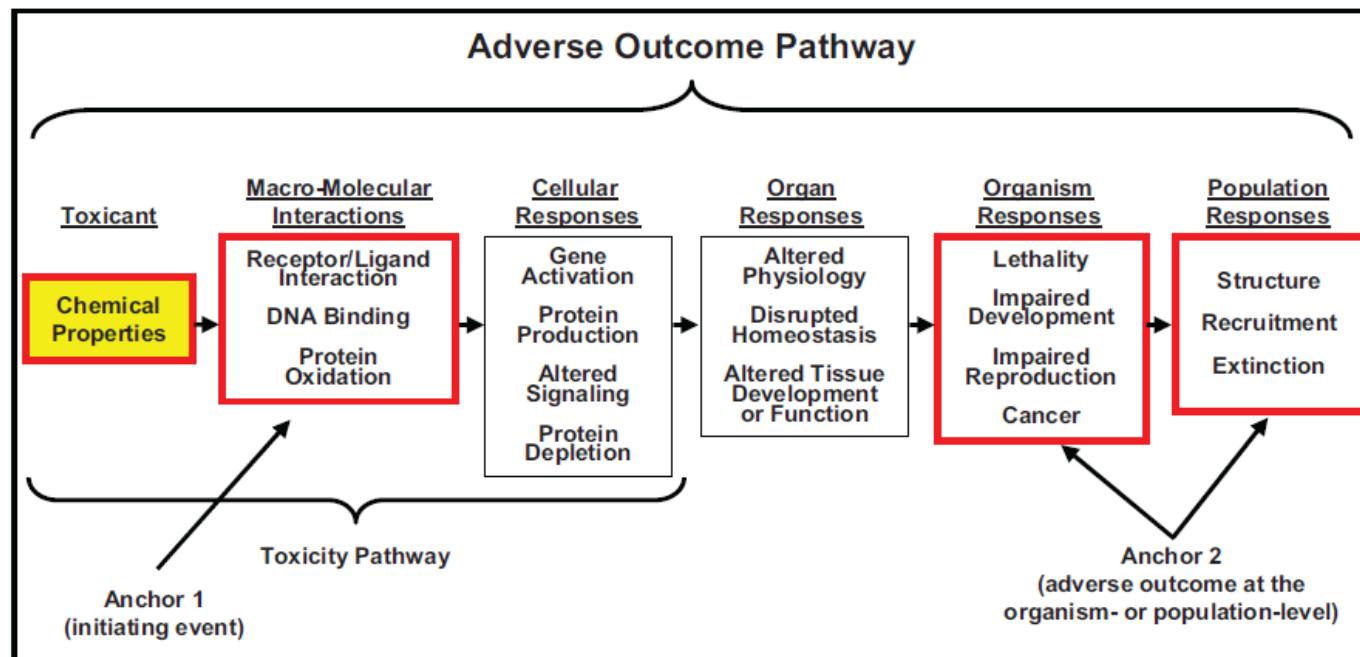 Adverse Outcome Pathway
Toxicant
Chemical
Properties
Macro-Molecular
Interactions
Receptor/Ligand
Interaction
DNA Binding
Protein
Oxidation
Cellular
Responses
Gene
Activation
Protein
Production
Altered
Signaling
Protein
Depletion
Organ
Responses
Altered
Physiology
Disrupted
Homeostasis
Altered Tissue
Development
or Function
Organism
Responses
Lethality
Impaired
Development
Impaired
Reproduction
Cancer
Population
Responses
Structure
Recruitment
Extinction
Toxicity Pathway
Anchor 1
(initiating event)
Anchor 2
(adverse outcome at the
organism- or population-level)